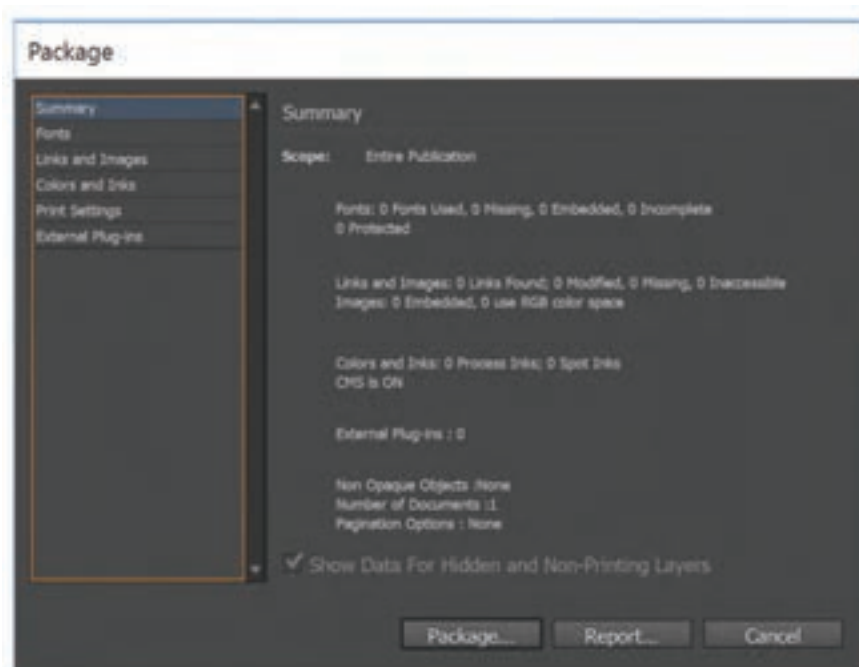 Package
Summary
Fonts
Links and Images
Colors and Inks
Print Settings
External Plug-ins
Summary
Scope: Entire Publication
Fonts: 0 Fonts Used, 0 Missing, 0 Embedded, 0 Incomplete
0 Protected
Links and Images: 0 Links Found; 0 Modified, 0 Missing, 0 Inaccessible
Images: 0 Embedded, 0 use RGB color space
Colors and Inks: 0 Process Inks; 0 Spot Inks
CMS is ON
External Plug-ins : 0
Non Opaque Objects :None
Number of Documents :1
Pagination Options : None
Show Data For Hidden and Non-Printing Layers
Package... Report... Cancel